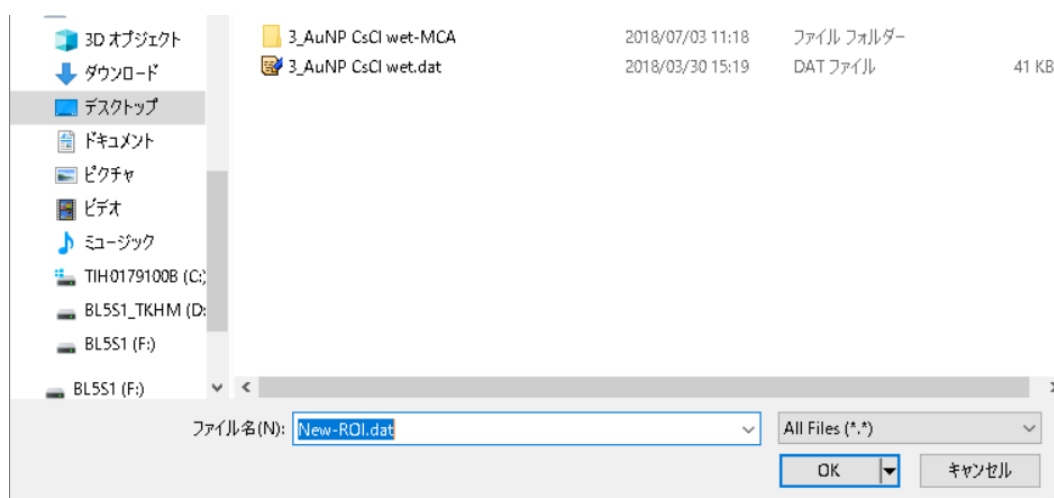 3D オブジェクト
ダウンロード
デスクトップ
ドキュメント
ピクチャ
ビデオ
ミュージック
TIH0179100B (C:)
BL5S1_TKHM (D:
BL5S1 (F:)
BL5S1 (F:)
3_AuNP CsCl wet-MCA 2018/07/03 11:18 ファイル フォルダー
3_AuNP CsCl wet.dat 2018/03/30 15:19 DAT ファイル 41 KB
ファイル名(N): New-ROI.dat All Files (*.*)
OK キャンセル